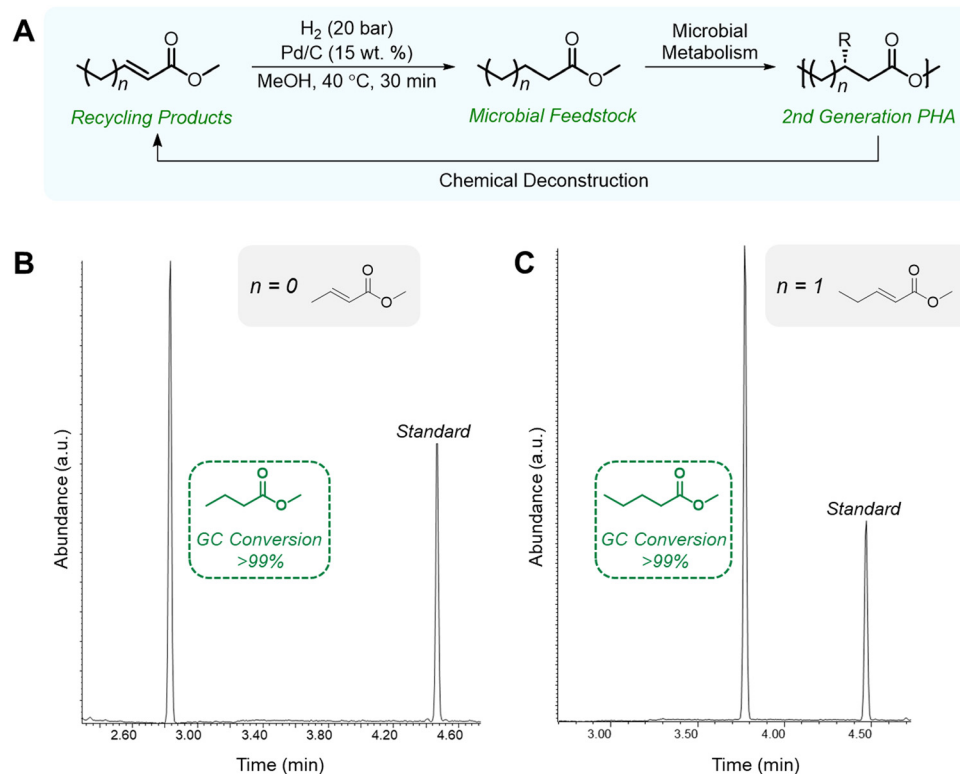 A
H₂ (20 bar)
Pd/C (15 wt. %)
MeOH, 40 °C, 30 min
Microbial
Metabolism
n
O
O
n
O
O
R
n
O
O
Recycling Products
Microbial Feedstock
2nd Generation PHA
Chemical Deconstruction
B
n = 0
O
O
Standard
O
O
GC Conversion
>99%
Abundance (a.u.)
2.60 3.00 3.40 3.80 4.20 4.60
Time (min)
C
n = 1
O
O
Standard
O
O
GC Conversion
>99%
Abundance (a.u.)
3.00 3.50 4.00 4.50
Time (min)